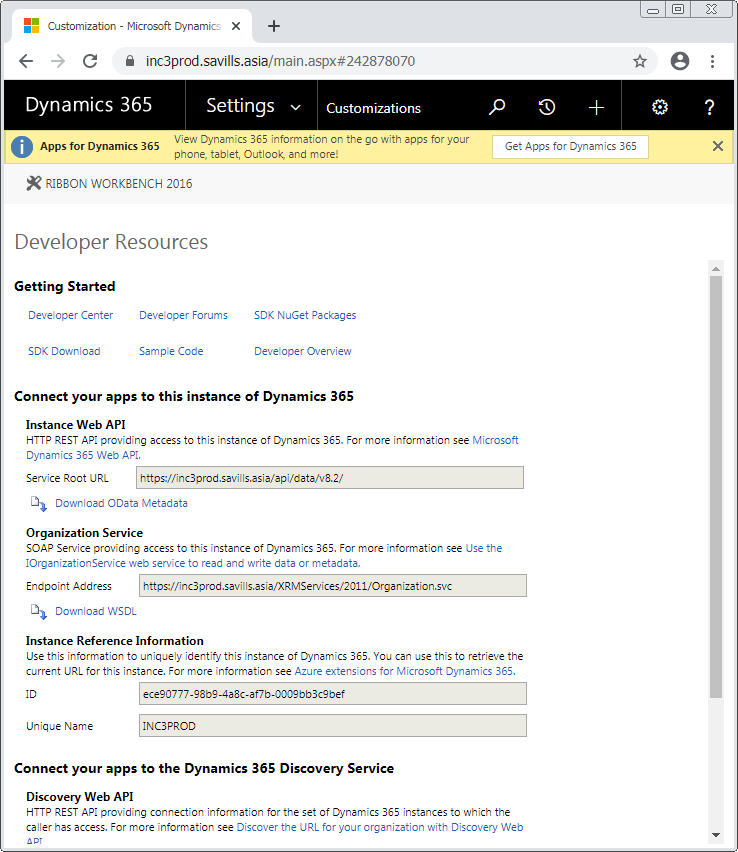 Customization - Microsoft Dynamics
inc3prod.savills.asia/main.aspx#242878070
Dynamics 365 Settings Customizations ?
i Apps for Dynamics 365 View Dynamics 365 information on the go with apps for your Get Apps for Dynamics 365
phone, tablet, Outlook, and more!
RIBBON WORKBENCH 2016
Developer Resources
Getting Started
Developer Center Developer Forums SDK NuGet Packages
SDK Download Sample Code Developer Overview
Connect your apps to this instance of Dynamics 365
Instance Web API
HTTP REST API providing access to this instance of Dynamics 365. For more information see Microsoft
Dynamics 365 Web API.
Service Root URL https://inc3prod.savills.asia/api/data/v8.2/
Download OData Metadata
Organization Service
SOAP Service providing access to this instance of Dynamics 365. For more information see Use the
IOrganizationService web service to read and write data or metadata.
Endpoint Address https://inc3prod.savills.asia/XRMServices/2011/Organization.svc
Download WSDL
Instance Reference Information
Use this information to uniquely identify this instance of Dynamics 365. You can use this to retrieve the
current URL for this instance. For more information see Azure extensions for Microsoft Dynamics 365.
ID ece90777-98b9-4a8c-af7b-0009bb3c9bef
Unique Name INC3PROD
Connect your apps to the Dynamics 365 Discovery Service
Discovery Web API
HTTP REST API providing connection information for the set of Dynamics 365 instances to which the
caller has access. For more information see Discover the URL for your organization with Discovery Web
API